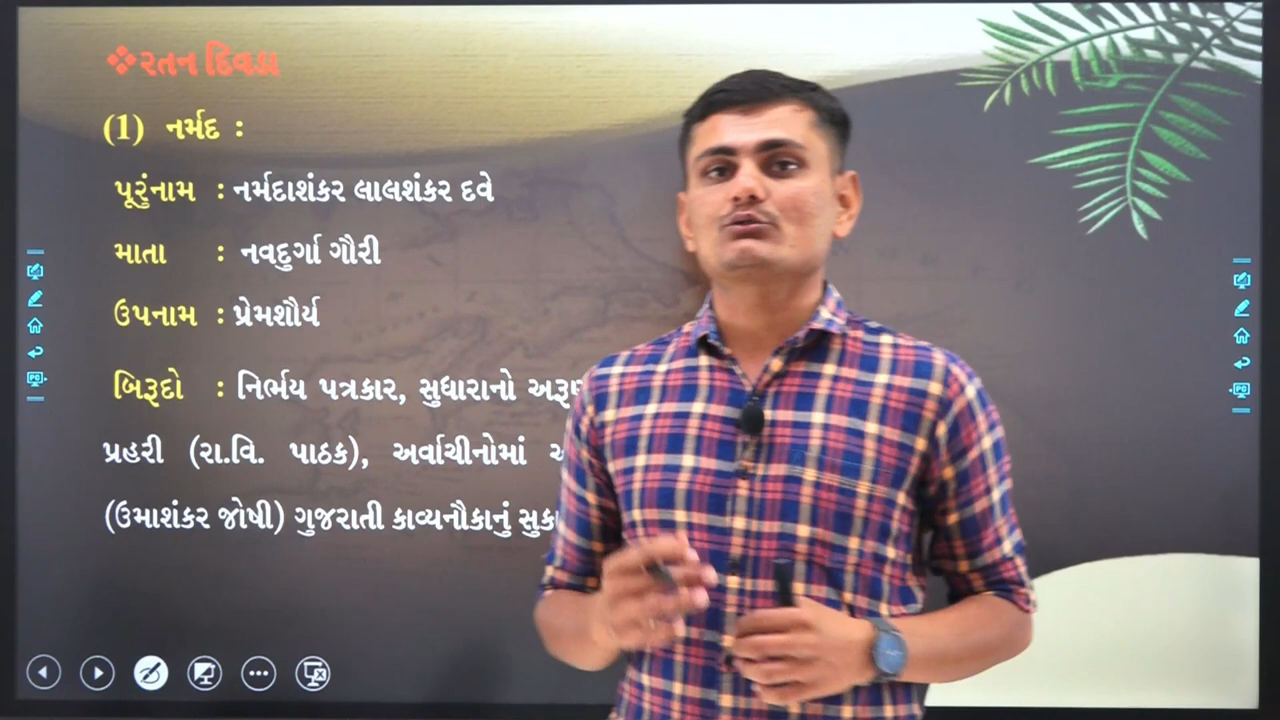 ❖રતન દિવડા
(1) નર્મદ :
પૂરુંનામ : નર્મદાશંકર લાલશંકર દવે
માતા : નવદુર્ગા ગૌરી
ઉપનામ : પ્રેમશૌર્ય
બિરૂદો : નિર્ભય પત્રકાર, સુધારાનો
પ્રહરી (રા.વિ. પાઠક), અર્વાચીનોમાં
(ઉમાશંકર જોષી) ગુજરાતી કાવ્યનૌકાનું